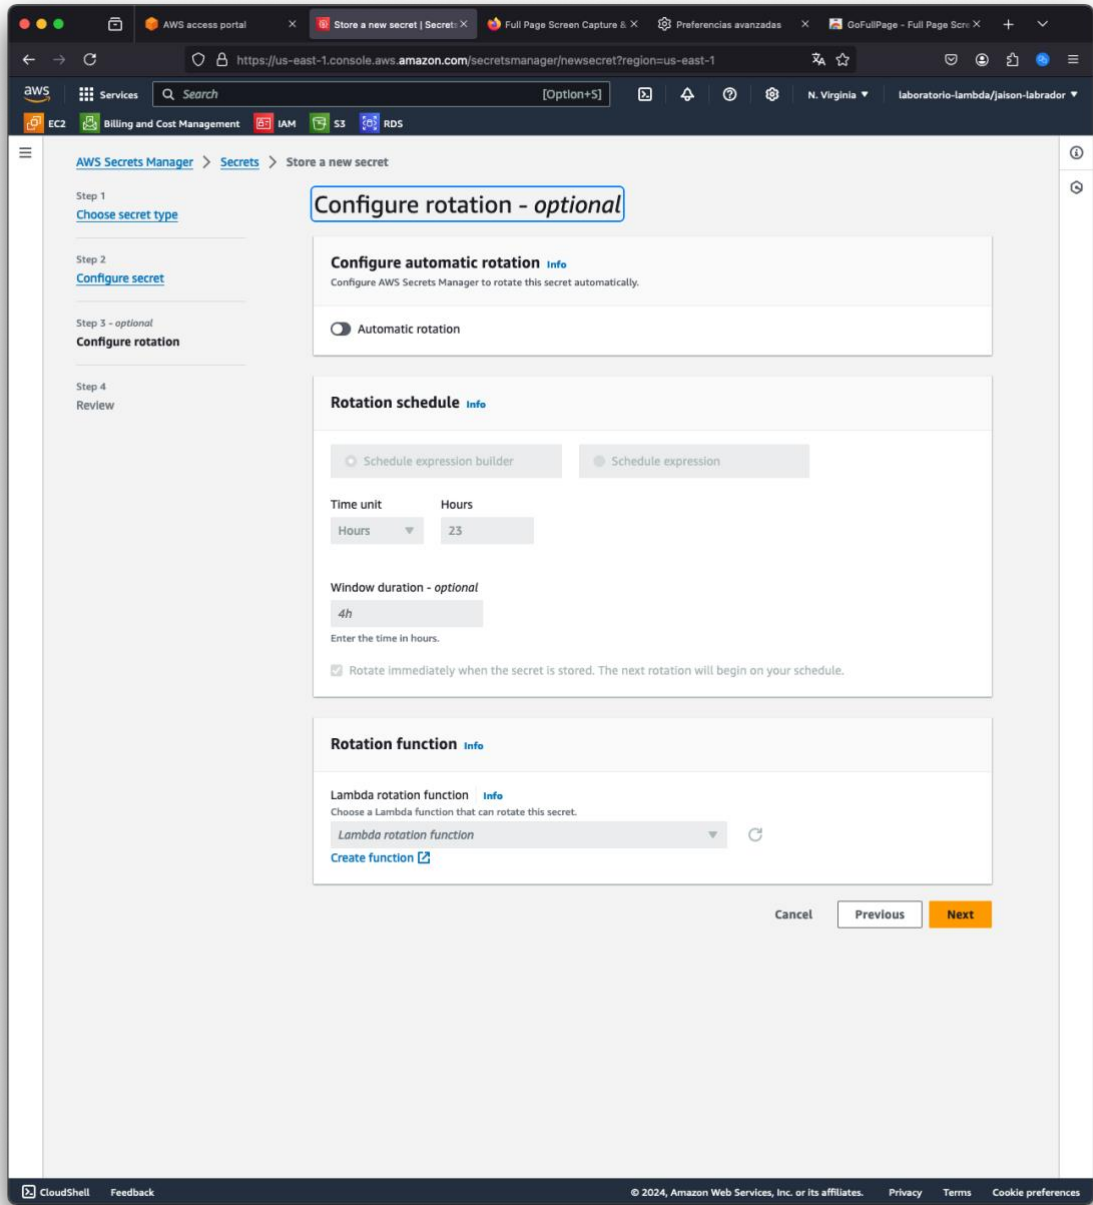 AWS access portal
Store a new secret | Secrets
Full Page Screen Capture &
Preferencias avanzadas
GoFullPage - Full Page Scre
https://us-east-1.console.aws.amazon.com/secretsmanager/newsecret?region=us-east-1
aws
Services
Search
[Option+S]
N. Virginia
laboratorio-lambda/jaison-labrador
EC2
Billing and Cost Management
IAM
S3
RDS
AWS Secrets Manager > Secrets > Store a new secret
Step 1
Choose secret type
Step 2
Configure secret
Step 3 - optional
Configure rotation
Step 4
Review
Configure rotation - optional
Configure automatic rotation Info
Configure AWS Secrets Manager to rotate this secret automatically.
Automatic rotation
Rotation schedule Info
Schedule expression builder
Schedule expression
Time unit
Hours
Hours
23
Window duration - optional
4h
Enter the time in hours.
Rotate immediately when the secret is stored. The next rotation will begin on your schedule.
Rotation function Info
Lambda rotation function Info
Choose a Lambda function that can rotate this secret.
Lambda rotation function
Create function
Cancel
Previous
Next
CloudShell
Feedback
© 2024, Amazon Web Services, Inc. or its affiliates.
Privacy
Terms
Cookie preferences